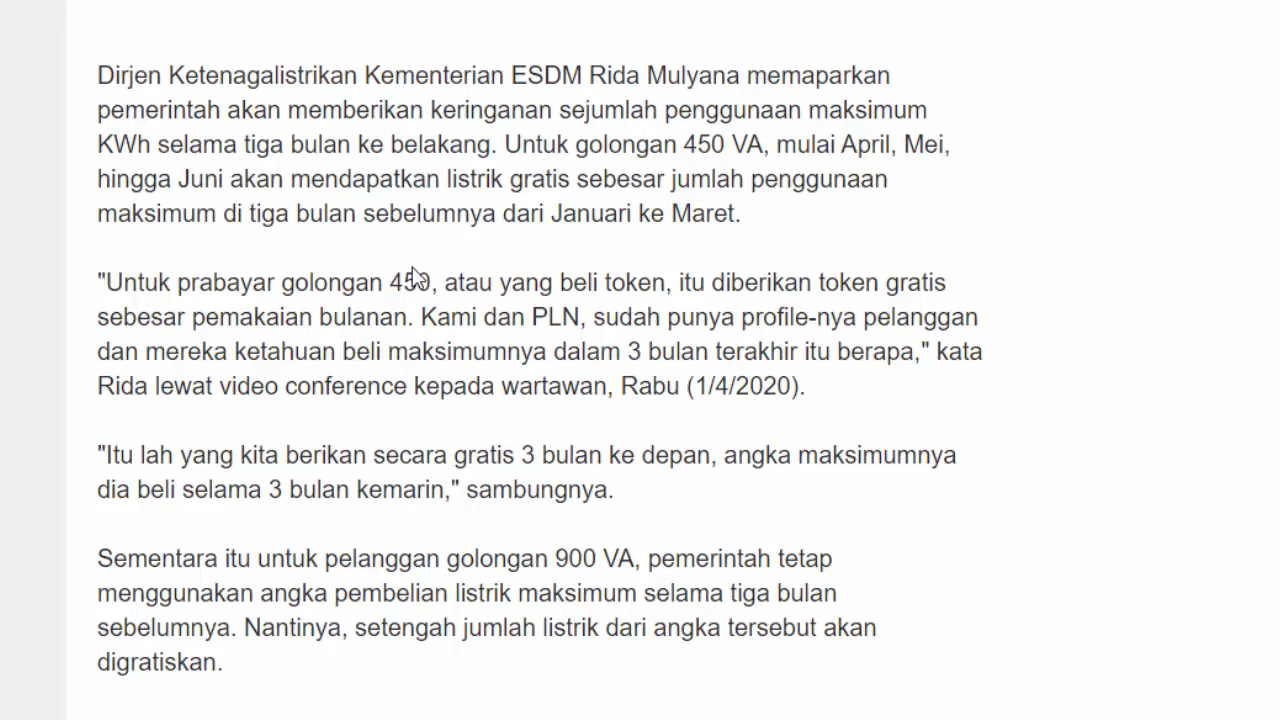 Dirjen Ketenagalistrikan Kementerian ESDM Rida Mulyana memaparkan
pemerintah akan memberikan keringanan sejumlah penggunaan maksimum
KWh selama tiga bulan ke belakang. Untuk golongan 450 VA, mulai April, Mei,
hingga Juni akan mendapatkan listrik gratis sebesar jumlah penggunaan
maksimum di tiga bulan sebelumnya dari Januari ke Maret.
"Untuk prabayar golongan 450, atau yang beli token, itu diberikan token gratis
sebesar pemakaian bulanan. Kami dan PLN, sudah punya profile-nya pelanggan
dan mereka ketahuan beli maksimumnya dalam 3 bulan terakhir itu berapa," kata
Rida lewat video conference kepada wartawan, Rabu (1/4/2020).
"Itu lah yang kita berikan secara gratis 3 bulan ke depan, angka maksimumnya
dia beli selama 3 bulan kemarin," sambungnya.
Sementara itu untuk pelanggan golongan 900 VA, pemerintah tetap
menggunakan angka pembelian listrik maksimum selama tiga bulan
sebelumnya. Nantinya, setengah jumlah listrik dari angka tersebut akan
digratiskan.